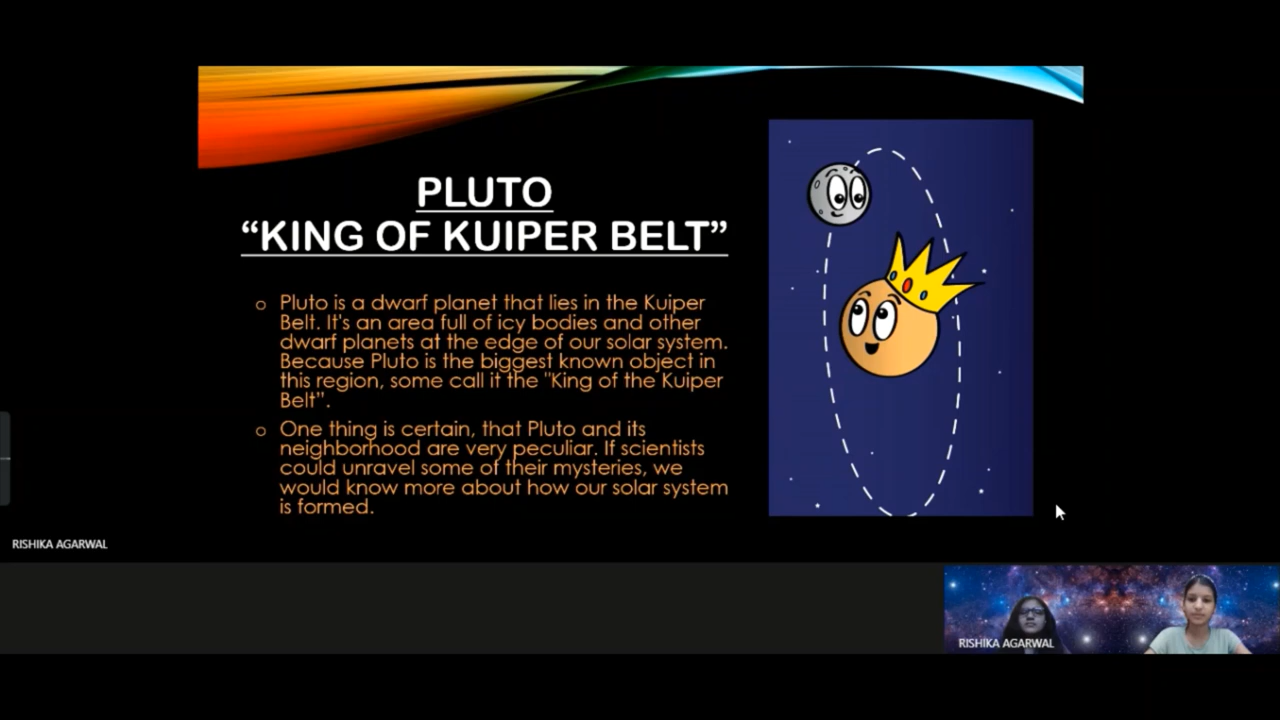 PLUTO
“KING OF KUIPER BELT”
o Pluto is a dwarf planet that lies in the Kuiper
Belt. It's an area full of icy bodies and other
dwarf planets at the edge of our solar system.
Because Pluto is the biggest known object in
this region, some call it the "King of the Kuiper
Belt”.
o One thing is certain, that Pluto and its
neighborhood are very peculiar. If scientists
could unravel some of their mysteries, we
would know more about how our solar system
is formed.
RISHIKA AGARWAL
RISHIKA AGARWAL